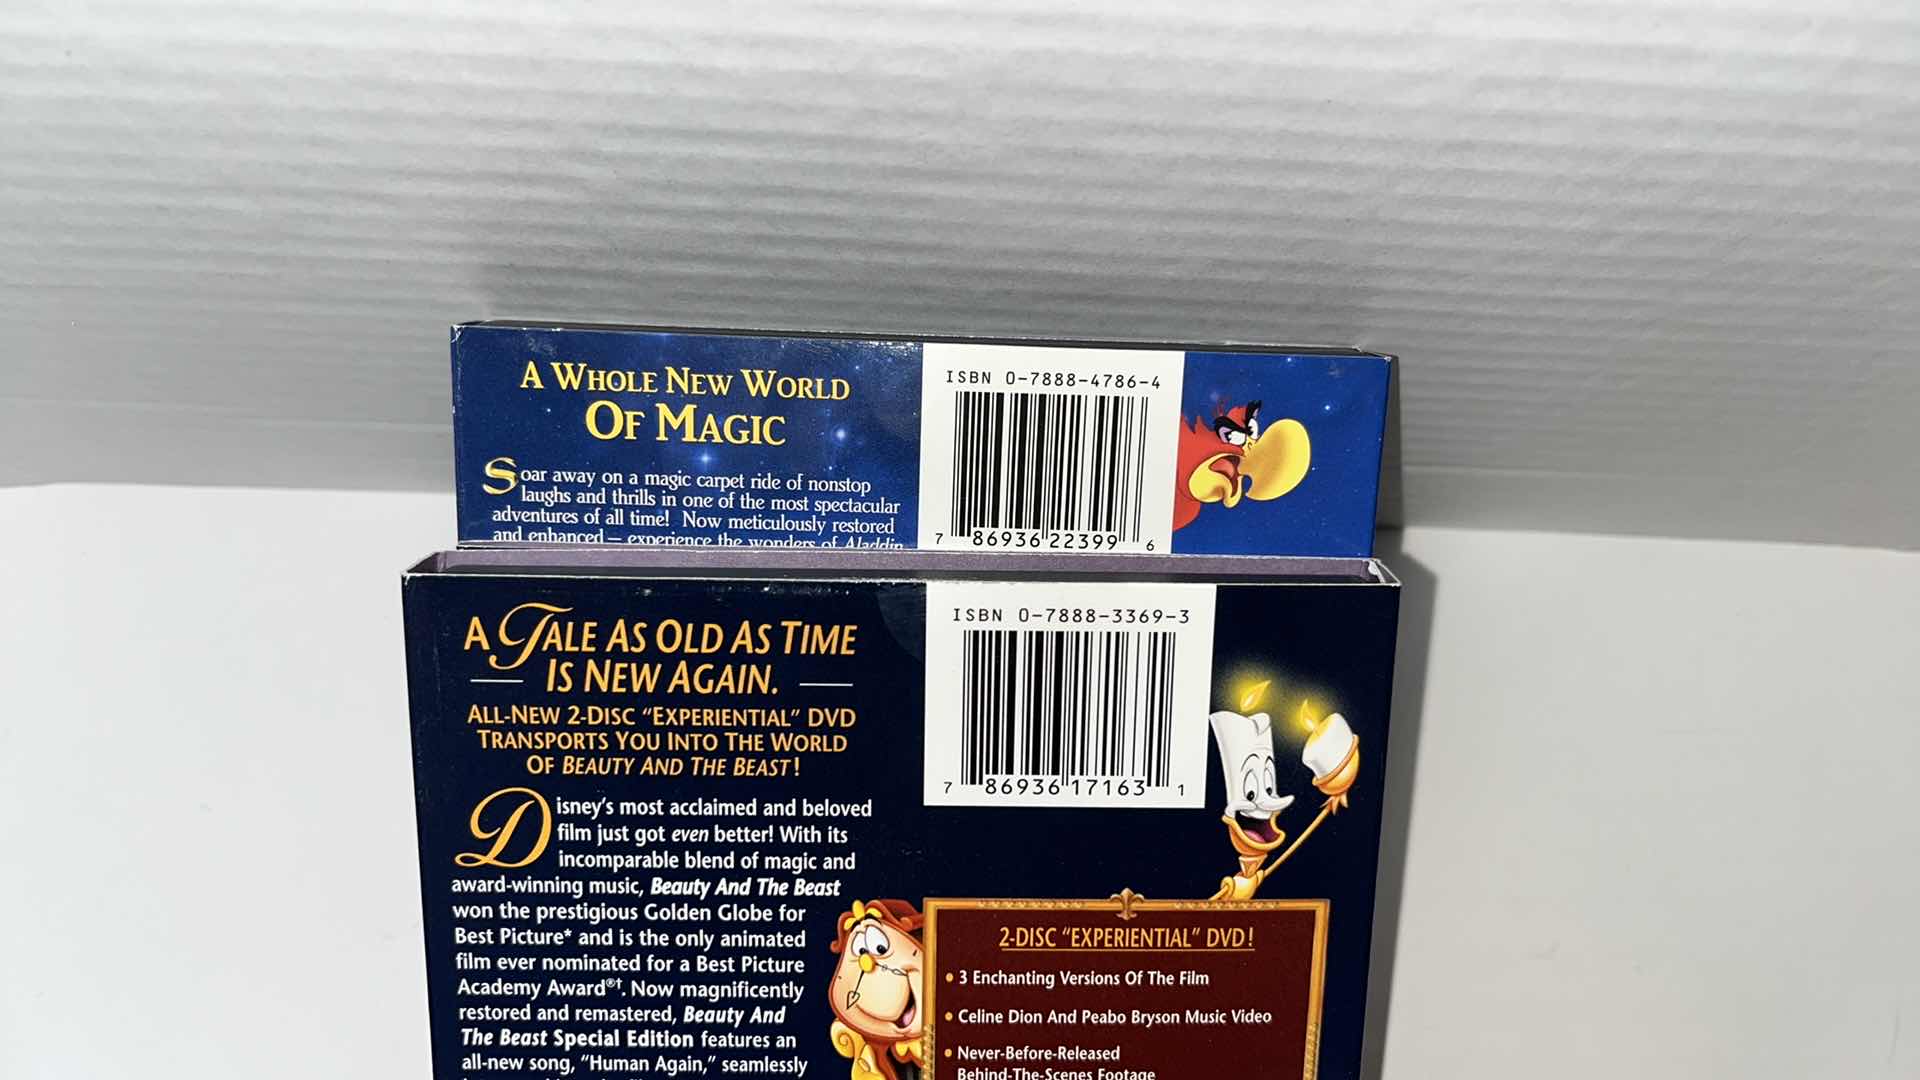 A WHOLE NEW WORLD
OF MAGIC
Soar away on a magic carpet ride of nonstop
laughs and thrills in one of the most spectacular
adventures of all time! Now meticulously restored
and enhanced — experience the wonders of Aladdin
ISBN 0-7888-4786-4
7 86936 22399 6
A TALE AS OLD AS TIME
IS NEW AGAIN.
ALL-NEW 2-DISC “EXPERIENTIAL” DVD
TRANSPORTS YOU INTO THE WORLD
OF BEAUTY AND THE BEAST!
Disney’s most acclaimed and beloved
film just got even better! With its
incomparable blend of magic and
award-winning music, Beauty And The Beast
won the prestigious Golden Globe for
Best Picture* and is the only animated
film ever nominated for a Best Picture
Academy Award®†. Now magnificently
restored and remastered, Beauty And
The Beast Special Edition features an
all-new song, “Human Again,” seamlessly
ISBN 0-7888-3369-3
7 86936 17163 1
2-DISC “EXPERIENTIAL” DVD!
• 3 Enchanting Versions Of The Film
• Celine Dion And Peabo Bryson Music Video
• Never-Before-Released
Behind-The-Scenes Footage